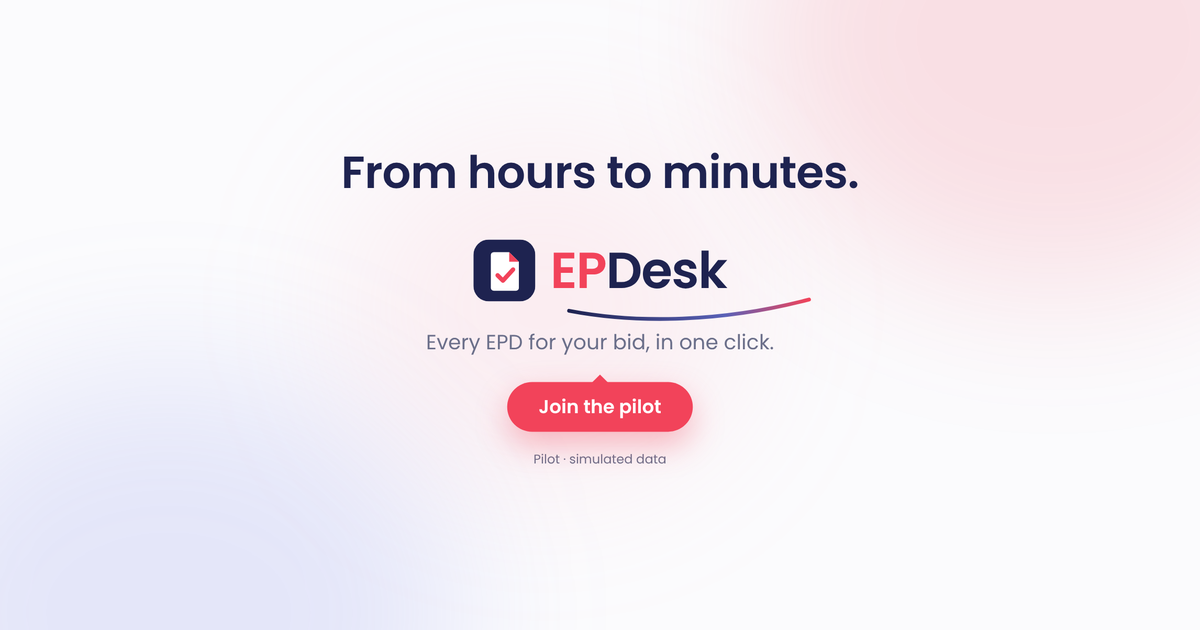 From hours to minutes.
EPDesk
Every EPD for your bid, in one click.
Join the pilot
Pilot · simulated data